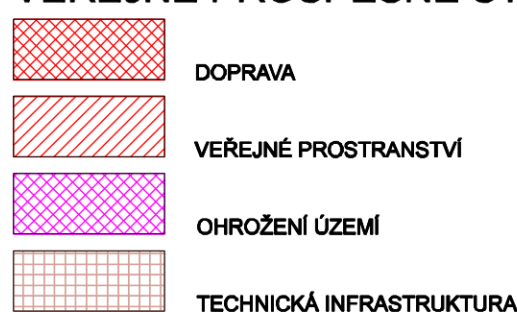 DOPRAVA
VEŘEJNÉ PROSTRANSTVÍ
OHROŽENÍ ÚZEMÍ
TECHNICKÁ INFRASTRUKTURA